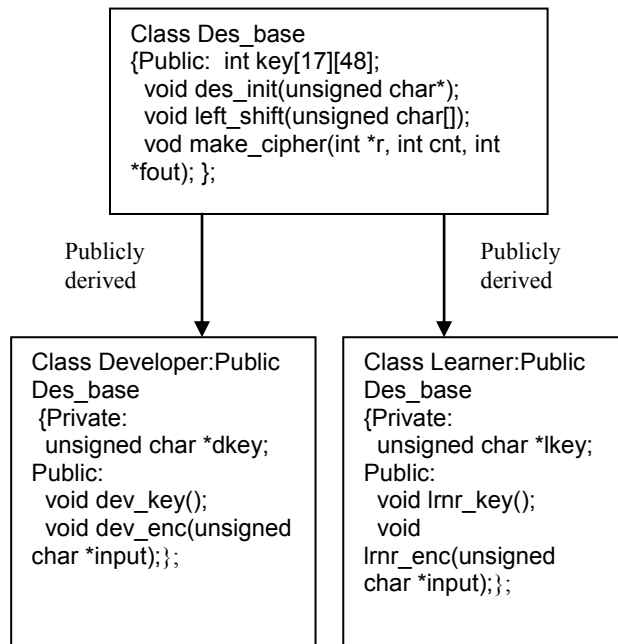 Class Des_base
{Public:  int key[17][48];
void des_init(unsigned char*);
void left_shift(unsigned char[]);
vod make_cipher(int *r, int cnt, int
*fout); };
Publicly
derived
Publicly
derived
Class Developer:Public
Des_base
{Private:
unsigned char *dkey;
Public:
void dev_key();
void dev_enc(unsigned
char *input);};
Class Learner:Public
Des_base
{Private:
unsigned char *lkey;
Public:
void lrnr_key();
void
lrnr_enc(unsigned
char *input);};